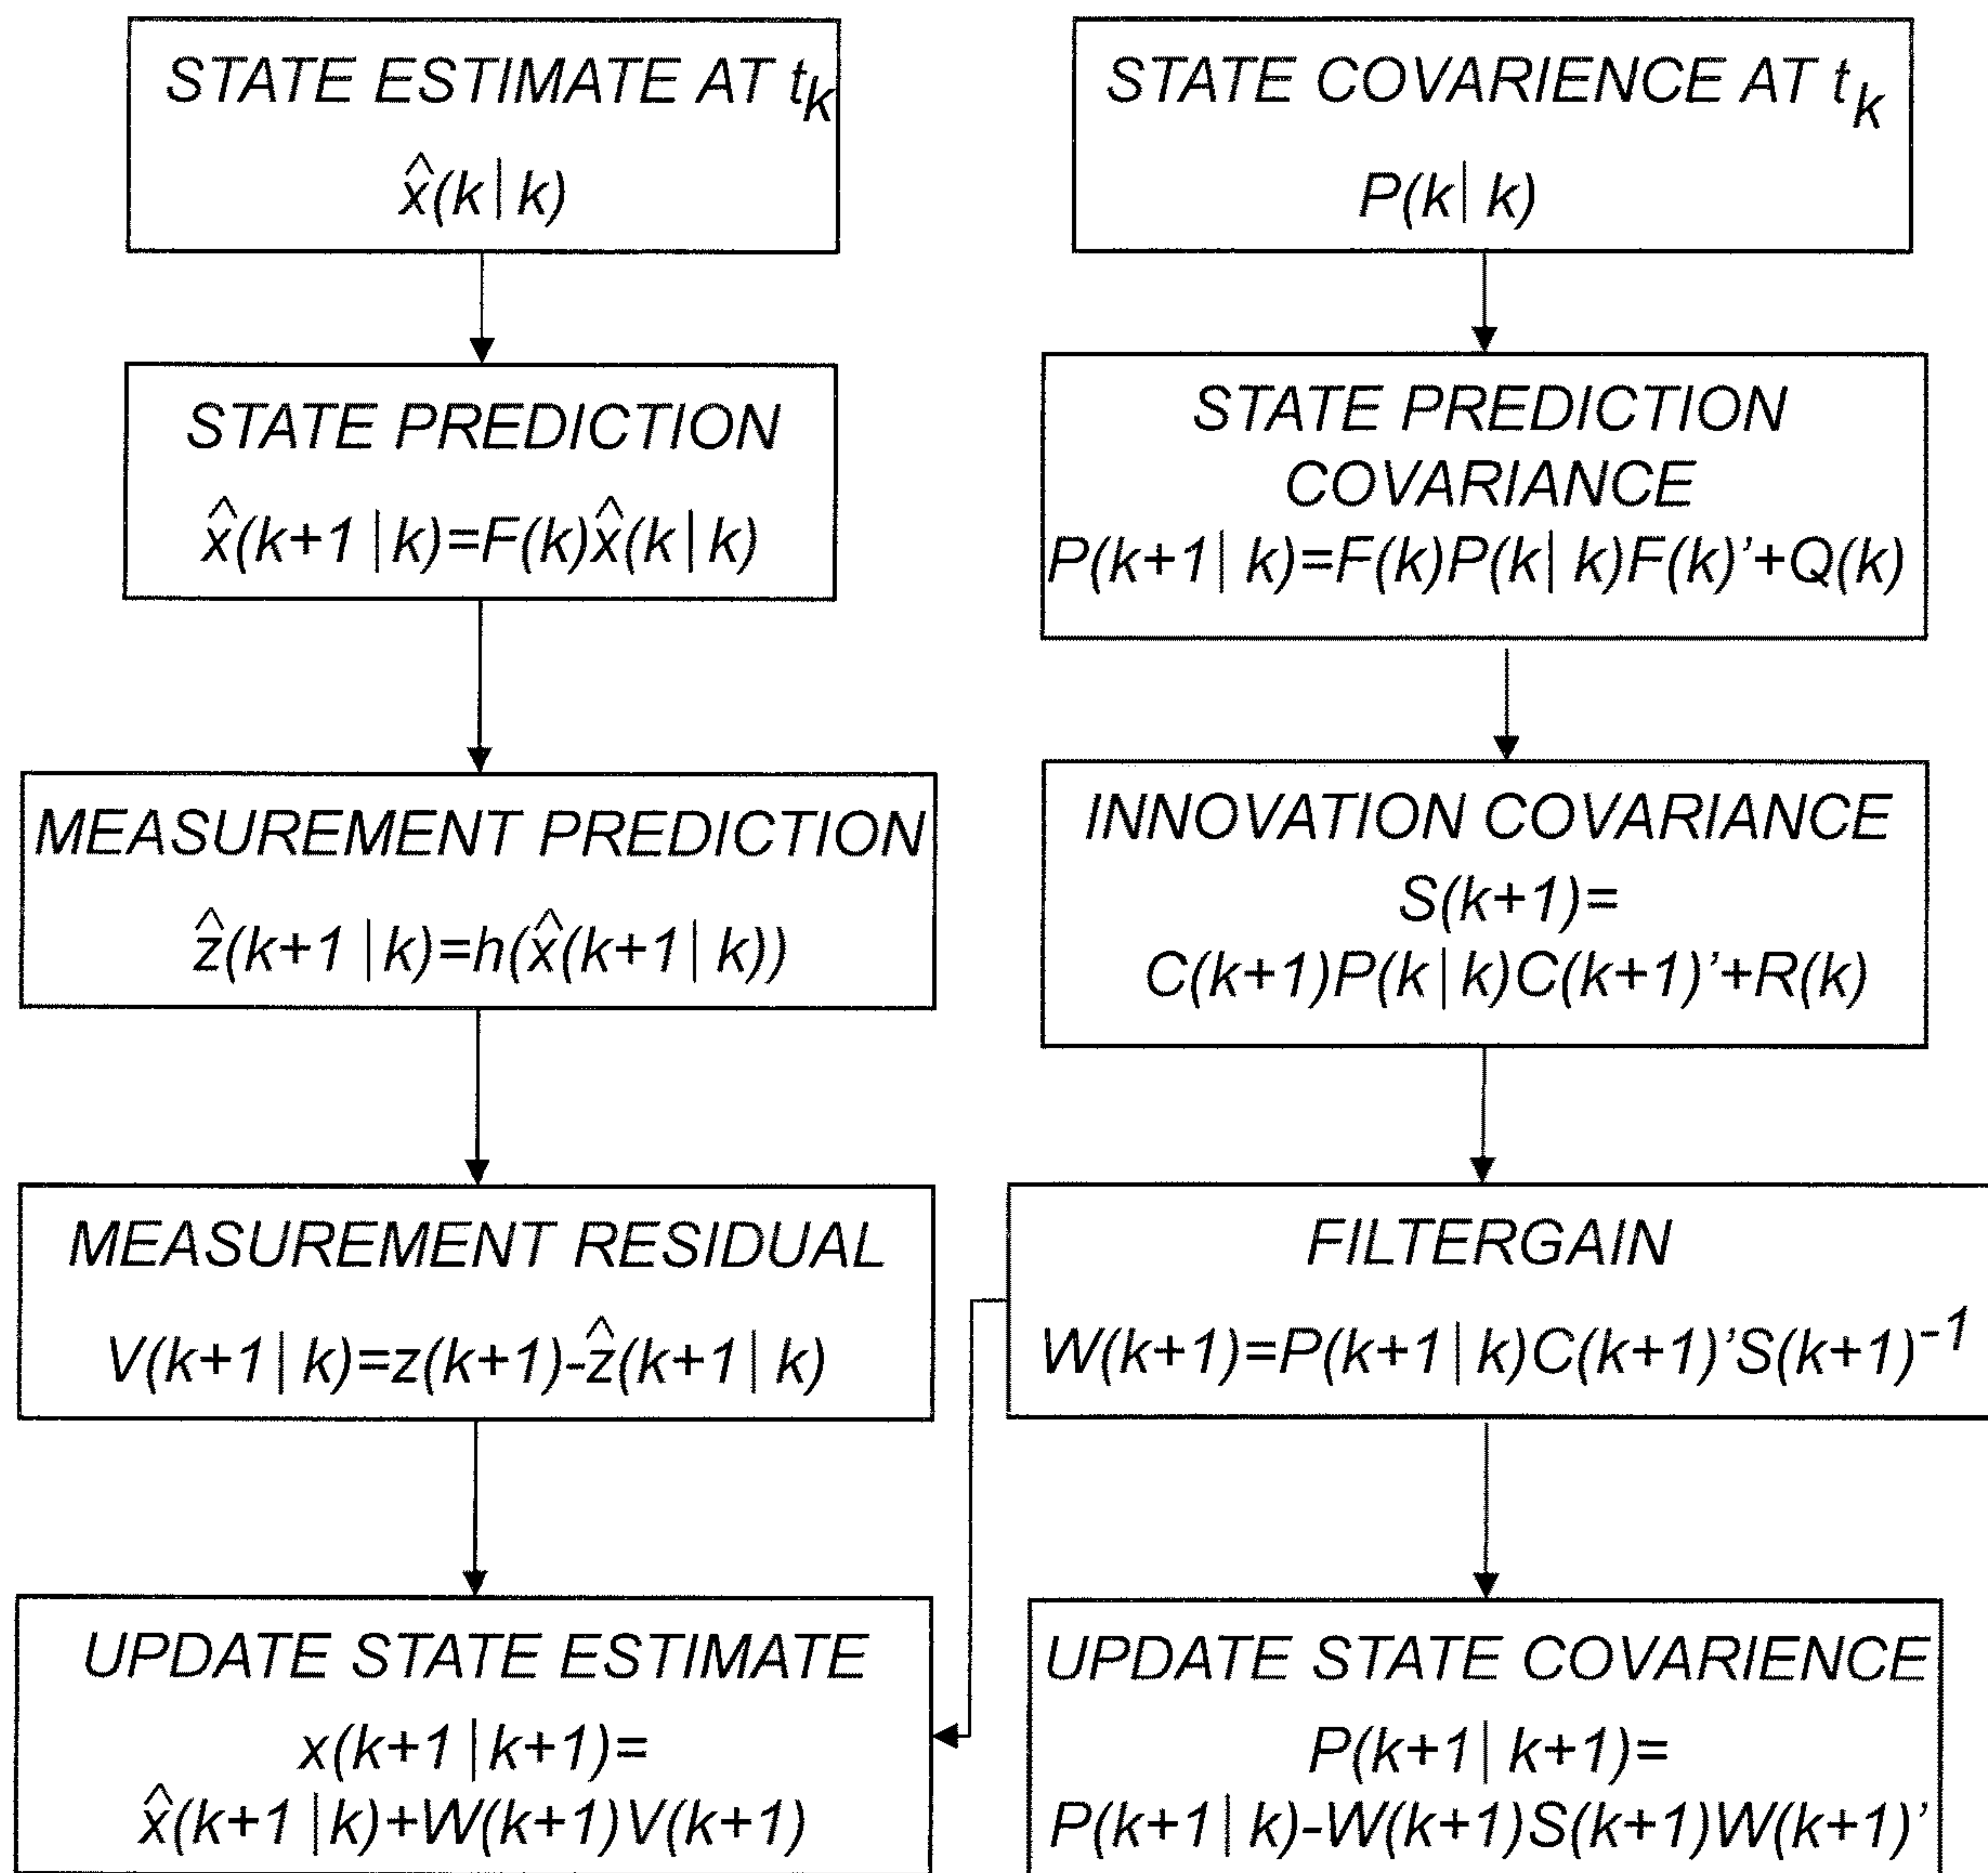 STATE ESTIMATE AT tk
x̂(k|k)
STATE PREDICTION
x̂(k+1|k)=F(k)x̂(k|k)
MEASUREMENT PREDICTION
ẑ(k+1|k)=h(x̂(k+1|k))
MEASUREMENT RESIDUAL
V(k+1|k)=z(k+1)-ẑ(k+1|k)
UPDATE STATE ESTIMATE
x(k+1|k+1)=
x̂(k+1|k)+W(k+1)V(k+1)
STATE COVARIENCE AT tk
P(k|k)
STATE PREDICTION
COVARIANCE
P(k+1|k)=F(k)P(k|k)F(k)’+Q(k)
INNOVATION COVARIANCE
S(k+1)=
C(k+1)P(k|k)C(k+1)’+R(k)
FILTERGAIN
W(k+1)=P(k+1|k)C(k+1)’S(k+1)⁻¹
UPDATE STATE COVARIENCE
P(k+1|k+1)=
P(k+1|k)-W(k+1)S(k+1)W(k+1)’